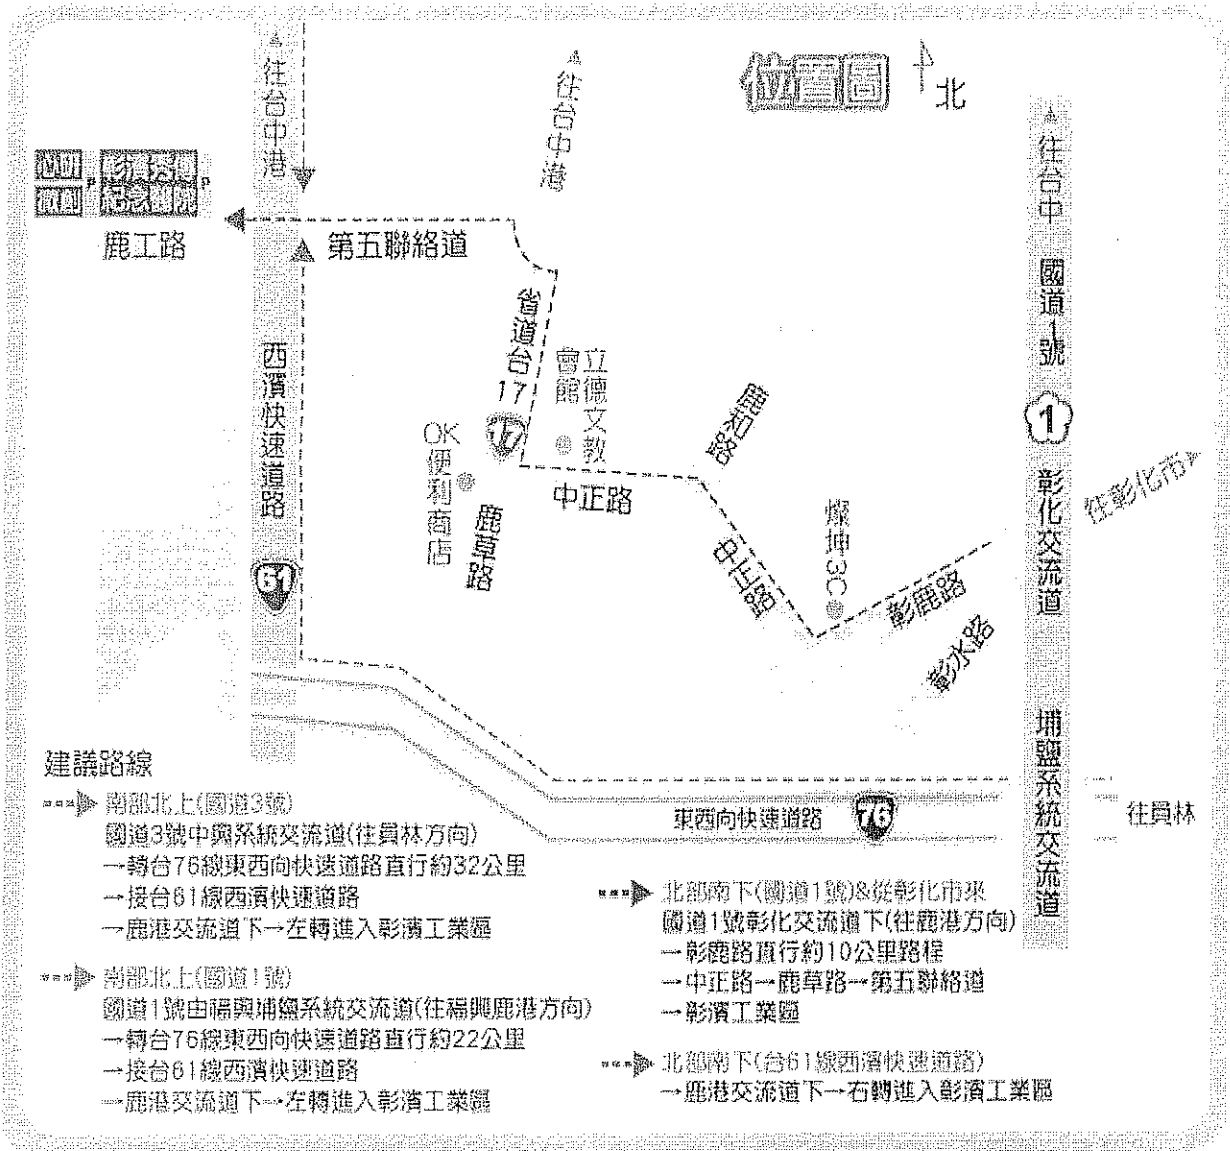 位置圖
北
往台中港
往台中港
往台中
彰濱秀傳
紀念醫院
鹿工路
第五聯絡道
國道1號
1
省道台17
17
立德文教
會館
西濱快速道路
61
OK便利商店
鹿草路
中正路
鹿和路
中正路
燦坤3C
彰鹿路
彰水路
彰化交流道
往彰化市
埔鹽系統交流道
東西向快速道路
76
往員林
建議路線
南部北上(國道3號)
國道3號中興系統交流道(往員林方向)
→轉台76線東西向快速道路直行約32公里
→接台61線西濱快速道路
→鹿港交流道下→左轉進入彰濱工業區
南部北上(國道1號)
國道1號由福興埔鹽系統交流道(往福興鹿港方向)
→轉台76線東西向快速道路直行約22公里
→接台61線西濱快速道路
→鹿港交流道下→左轉進入彰濱工業區
北部南下(國道1號)&從彰化市來
國道1號彰化交流道下(往鹿港方向)
→彰鹿路直行約10公里路程
→中正路→鹿草路→第五聯絡道
→彰濱工業區
北部南下(台61線西濱快速道路)
→鹿港交流道下→右轉進入彰濱工業區